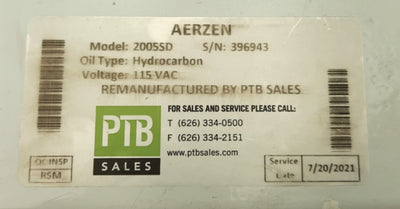 AERZEN
Model: 2005SD S/N: 396943
Oil Type: Hydrocarbon
Voltage: 115 VAC
REMANUFACTURED BY PTB SALES
FOR SALES AND SERVICE PLEASE CALL:
T (626) 334-0500
F (626) 334-2151
www.ptbsales.com
PTB
SALES
QC INSP
RSM
Service
Date
7/20/2021